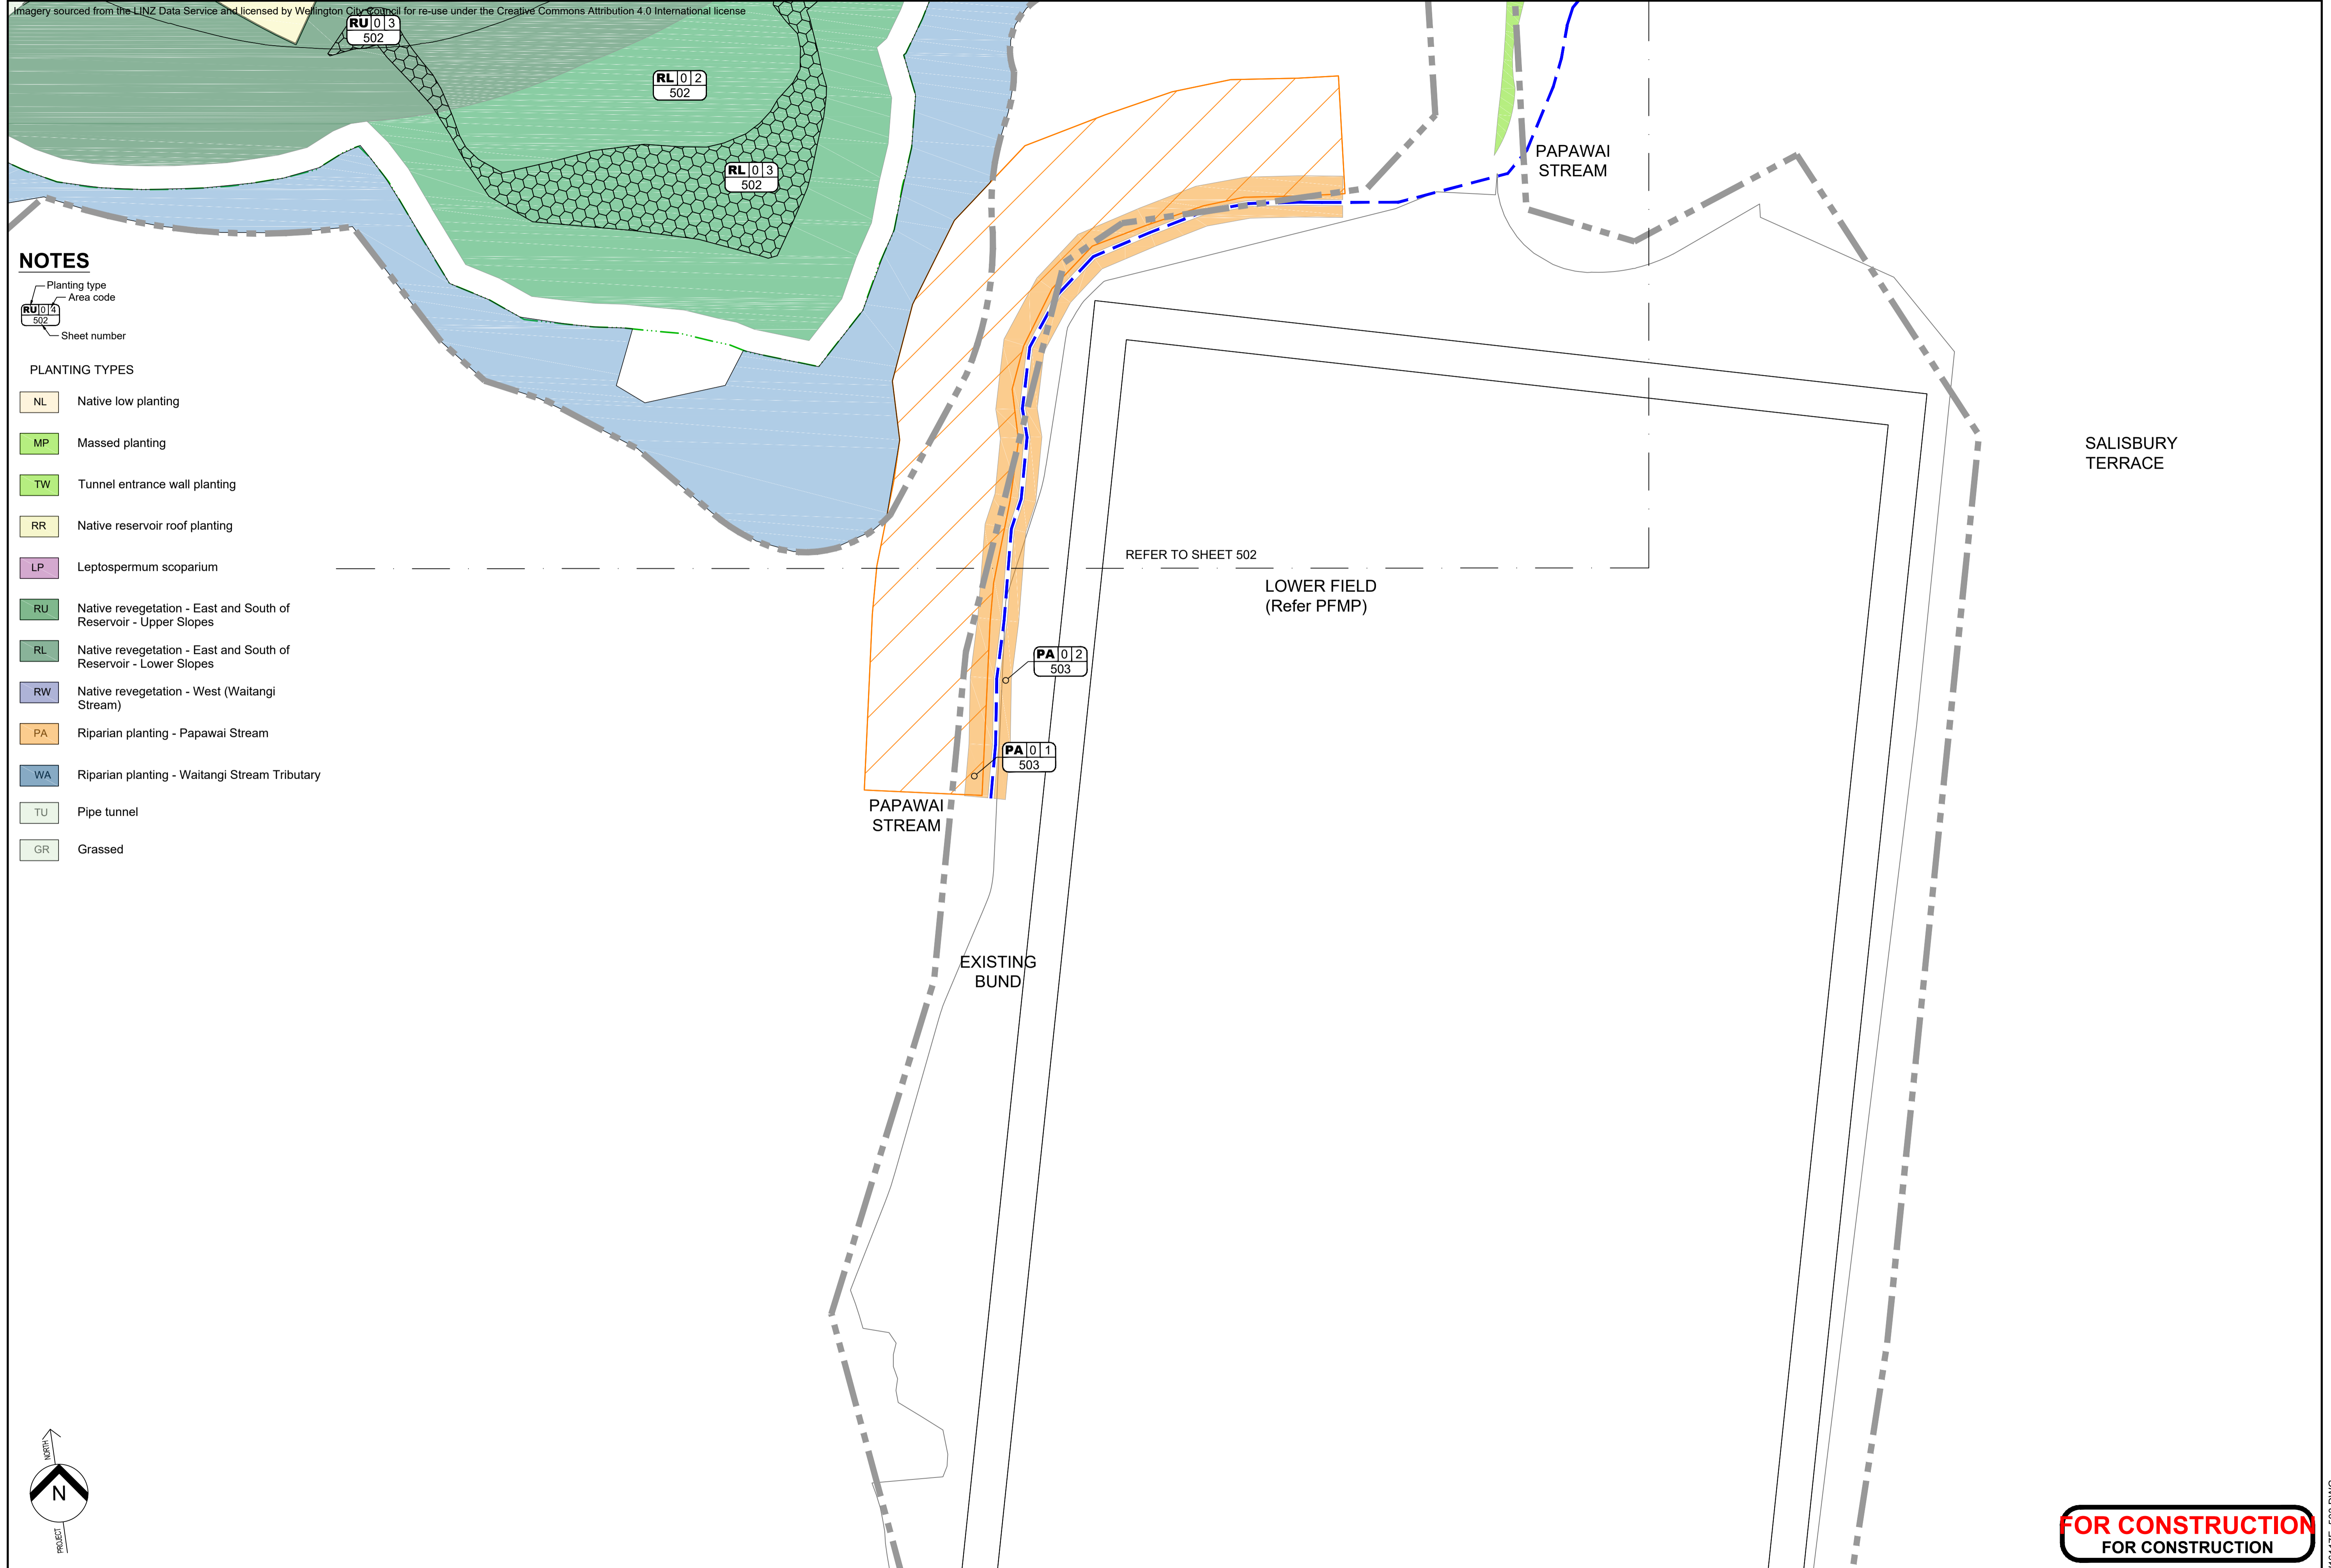 Imagery sourced from the LINZ Data Service and licensed by Wellington City Council for re-use under the Creative Commons Attribution 4.0 International license
RU 0 3
502
RL 0 2
502
RL 0 3
502
PAPAWAI
STREAM
NOTES
Planting type
Area code
RU 0 4
502
Sheet number
PLANTING TYPES
NL Native low planting
MP Massed planting
TW Tunnel entrance wall planting
RR Native reservoir roof planting
LP Leptospermum scoparium
RU Native revegetation - East and South of
Reservoir - Upper Slopes
RL Native revegetation - East and South of
Reservoir - Lower Slopes
RW Native revegetation - West (Waitangi
Stream)
PA Riparian planting - Papawai Stream
WA Riparian planting - Waitangi Stream Tributary
TU Pipe tunnel
GR Grassed
SALISBURY
TERRACE
REFER TO SHEET 502
LOWER FIELD
(Refer PFMP)
PA 0 2
503
PA 0 1
503
PAPAWAI
STREAM
EXISTING
BUND
NORTH
N
PROJECT
FOR CONSTRUCTION
FOR CONSTRUCTION